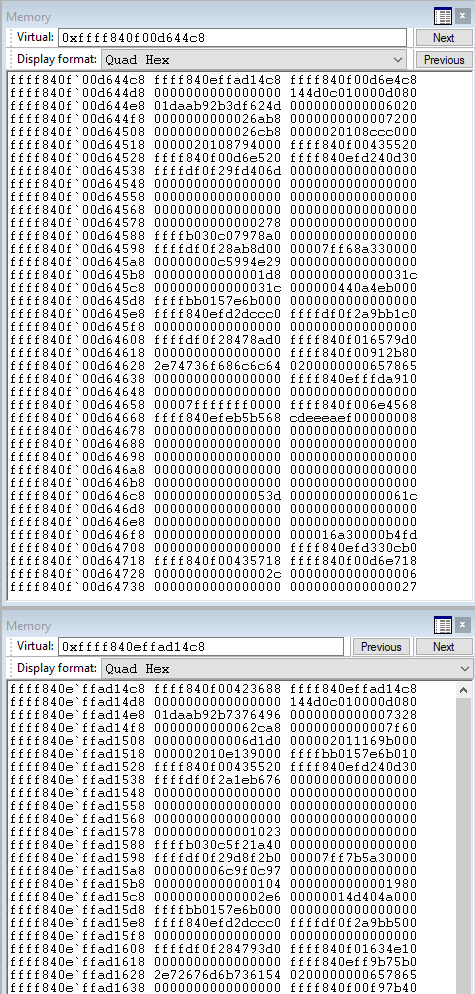 Memory
Virtual: 0xffff840f00d644c8 Next
Display format: Quad Hex Previous
ffff840f`00d644c8 ffff840effad14c8 ffff840f00d6e4c8
ffff840f`00d644d8 0000000000000000 144d0c010000d080
ffff840f`00d644e8 01daab92b3df624d 0000000000006020
ffff840f`00d644f8 0000000000026ab8 0000000000007200
ffff840f`00d64508 0000000000026cb8 0000020108ccc000
ffff840f`00d64518 0000020108794000 ffff840f00435520
ffff840f`00d64528 ffff840f00d6e520 ffff840efd240d30
ffff840f`00d64538 ffffdf0f29fd406d 0000000000000000
ffff840f`00d64548 0000000000000000 0000000000000000
ffff840f`00d64558 0000000000000000 0000000000000000
ffff840f`00d64568 0000000000000000 0000000000000000
ffff840f`00d64578 0000000000000278 0000000000000000
ffff840f`00d64588 ffffb030c07978a0 0000000000000000
ffff840f`00d64598 ffffdf0f28ab8d00 00007ff68a330000
ffff840f`00d645a8 00000000c5994e29 0000000000000000
ffff840f`00d645b8 00000000000001d8 000000000000031c
ffff840f`00d645c8 000000000000031c 000000440a4eb000
ffff840f`00d645d8 ffffbb0157e6b000 0000000000000000
ffff840f`00d645e8 ffff840efd2dccc0 ffffdf0f2a9bb1c0
ffff840f`00d645f8 0000000000000000 0000000000000000
ffff840f`00d64608 ffffdf0f28478ad0 ffff840f016579d0
ffff840f`00d64618 0000000000000000 ffff840f00912b80
ffff840f`00d64628 2e74736f686c6c64 0200000000657865
ffff840f`00d64638 0000000000000000 ffff840efffda910
ffff840f`00d64648 0000000000000000 0000000000000000
ffff840f`00d64658 00007fffffff0000 ffff840f006e4568
ffff840f`00d64668 ffff840efeb5b568 cdeeeaef00000008
ffff840f`00d64678 0000000000000000 0000000000000000
ffff840f`00d64688 0000000000000000 0000000000000000
ffff840f`00d64698 0000000000000000 0000000000000000
ffff840f`00d646a8 0000000000000000 0000000000000000
ffff840f`00d646b8 0000000000000000 0000000000000000
ffff840f`00d646c8 000000000000053d 000000000000061c
ffff840f`00d646d8 0000000000000000 0000000000000000
ffff840f`00d646e8 0000000000000000 0000000000000000
ffff840f`00d646f8 0000000000000000 000016a30000b4fd
ffff840f`00d64708 0000000000000000 ffff840efd330cb0
ffff840f`00d64718 ffff840f00435718 ffff840f00d6e718
ffff840f`00d64728 000000000000002c 0000000000000006
ffff840f`00d64738 0000000000000000 0000000000000027
Memory
Virtual: 0xffff840effad14c8 Previous Next
Display format: Quad Hex
ffff840e`ffad14c8 ffff840f00423688 ffff840effad14c8
ffff840e`ffad14d8 0000000000000000 144d0c010000d080
ffff840e`ffad14e8 01daab92b7376496 0000000000007328
ffff840e`ffad14f8 0000000000062ca8 0000000000007f60
ffff840e`ffad1508 000000000006d1d0 000002011169b000
ffff840e`ffad1518 000002010e139000 ffffbb0157e6b010
ffff840e`ffad1528 ffff840f00435520 ffff840efd240d30
ffff840e`ffad1538 ffffdf0f2a1eb676 0000000000000000
ffff840e`ffad1548 0000000000000000 0000000000000000
ffff840e`ffad1558 0000000000000000 0000000000000000
ffff840e`ffad1568 0000000000000000 0000000000000000
ffff840e`ffad1578 0000000000001023 0000000000000000
ffff840e`ffad1588 ffffb030c5f21a40 0000000000000000
ffff840e`ffad1598 ffffdf0f29d8f2b0 00007ff7b5a30000
ffff840e`ffad15a8 000000006c9f0c97 0000000000000000
ffff840e`ffad15b8 0000000000000104 0000000000001980
ffff840e`ffad15c8 00000000000002e6 00000014d404a000
ffff840e`ffad15d8 ffffbb0157e6b000 0000000000000000
ffff840e`ffad15e8 ffff840efd2dccc0 ffffdf0f2a9bb500
ffff840e`ffad15f8 0000000000000000 0000000000000000
ffff840e`ffad1608 ffffdf0f284793d0 ffff840f01634e10
ffff840e`ffad1618 0000000000000000 ffff840eff9b75b0
ffff840e`ffad1628 2e72676d6b736154 0200000000657865
ffff840e`ffad1638 0000000000000000 ffff840f00f97b40